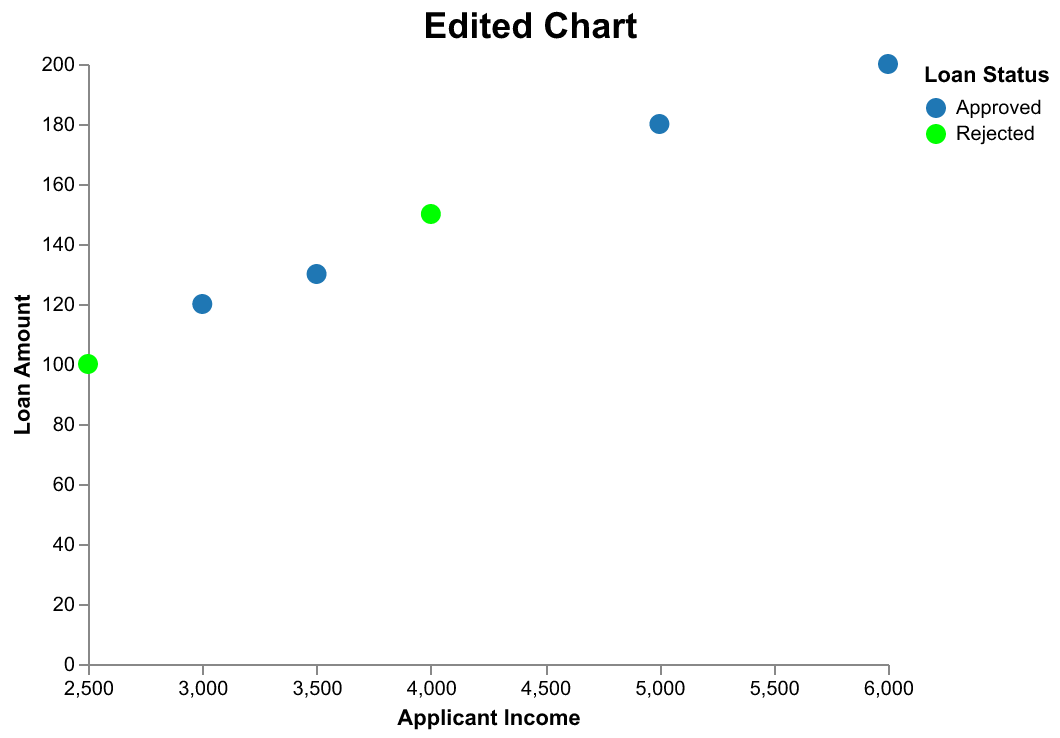 Edited Chart
200
180
160
140
120
100
80
60
40
20
0
Loan Amount
2,500 3,000 3,500 4,000 4,500 5,000 5,500 6,000
Applicant Income
Loan Status
Approved
Rejected